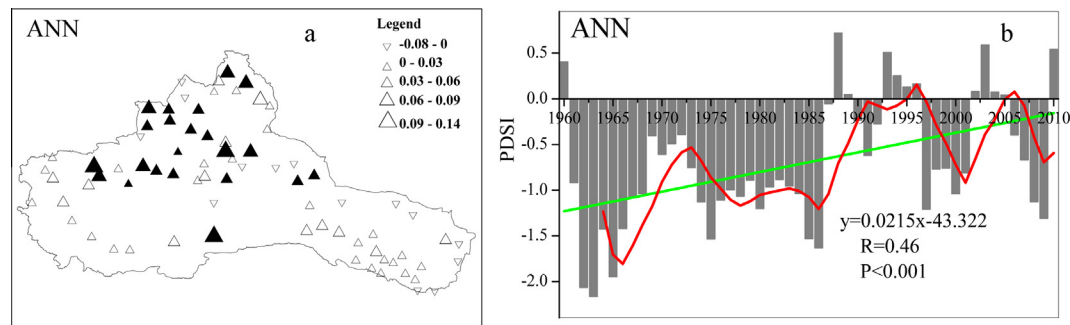 ANN
a
Legend
-0.08 - 0
0 - 0.03
0.03 - 0.06
0.06 - 0.09
0.09 - 0.14
ANN
b
0.5
0.0
-0.5
-1.0
-1.5
-2.0
PDSI
1960 1965 1970 1975 1980 1985 1990 1995 2000 2005 2010
y=0.0215x-43.322
R=0.46
P<0.001